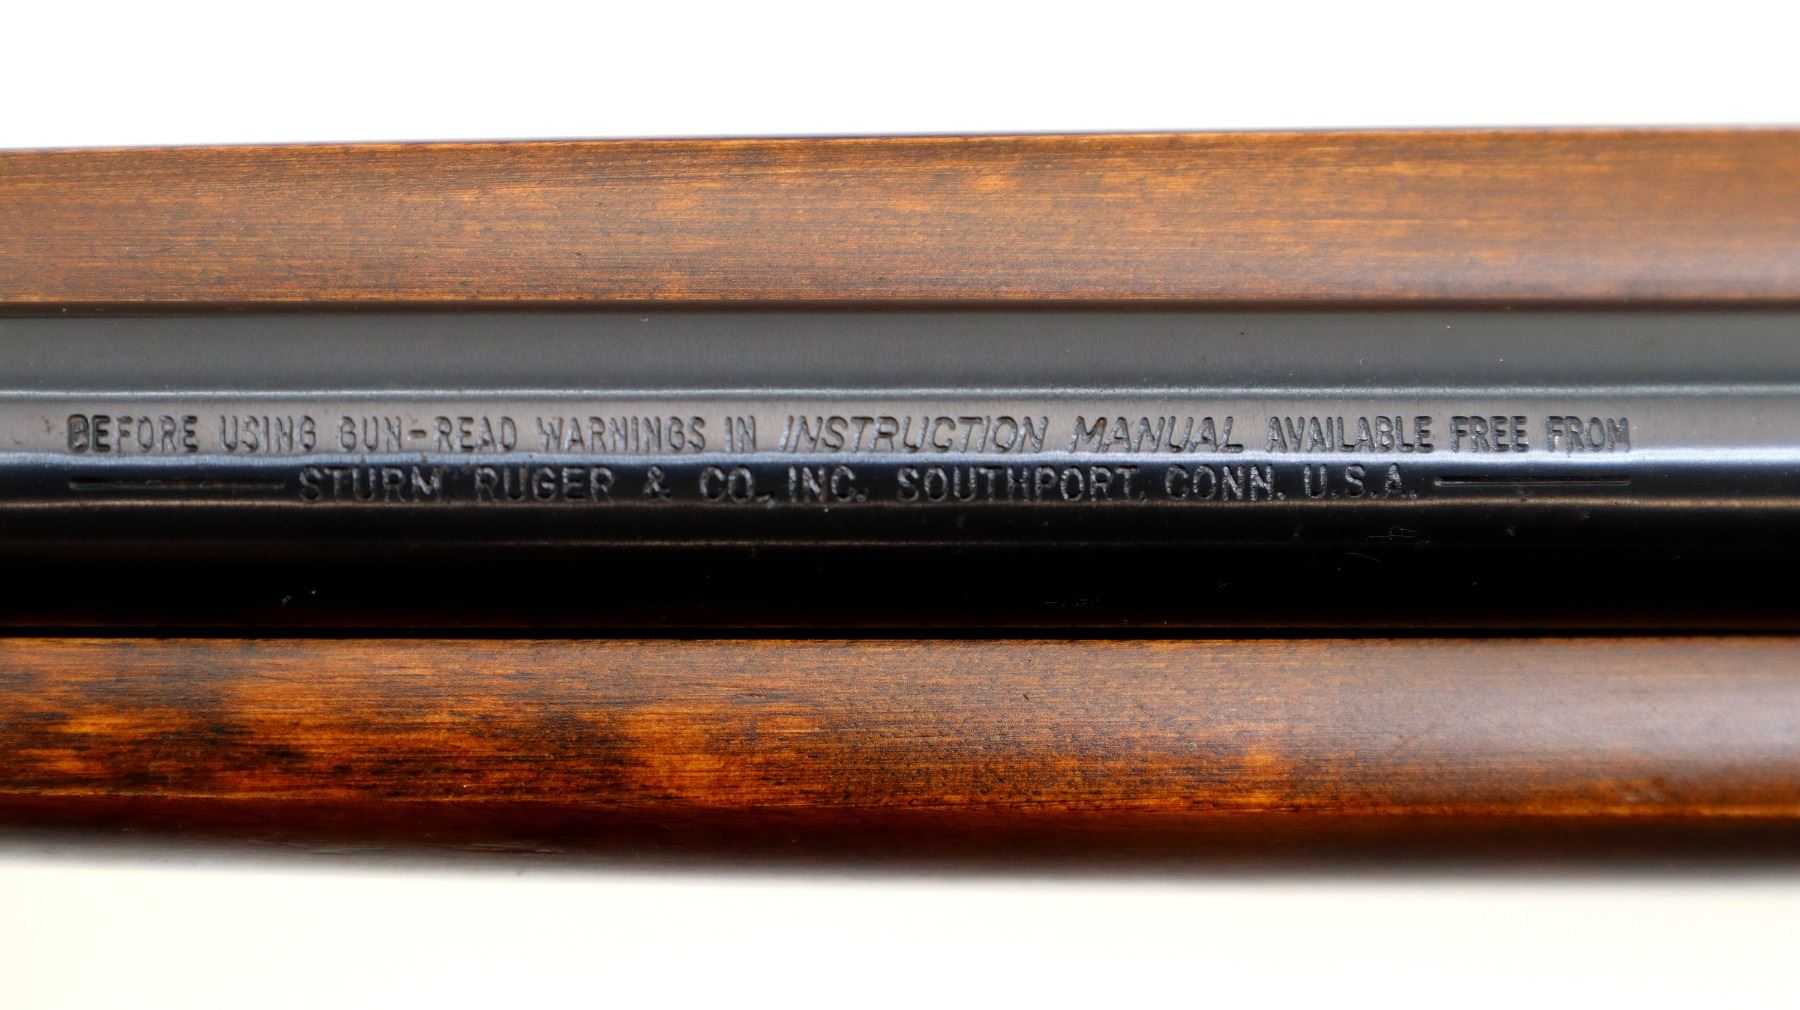 BEFORE USING GUN-READ WARNINGS IN INSTRUCTION MANUAL AVAILABLE FREE FROM
STURM, RUGER & CO., INC. SOUTHPORT, CONN. U.S.A.